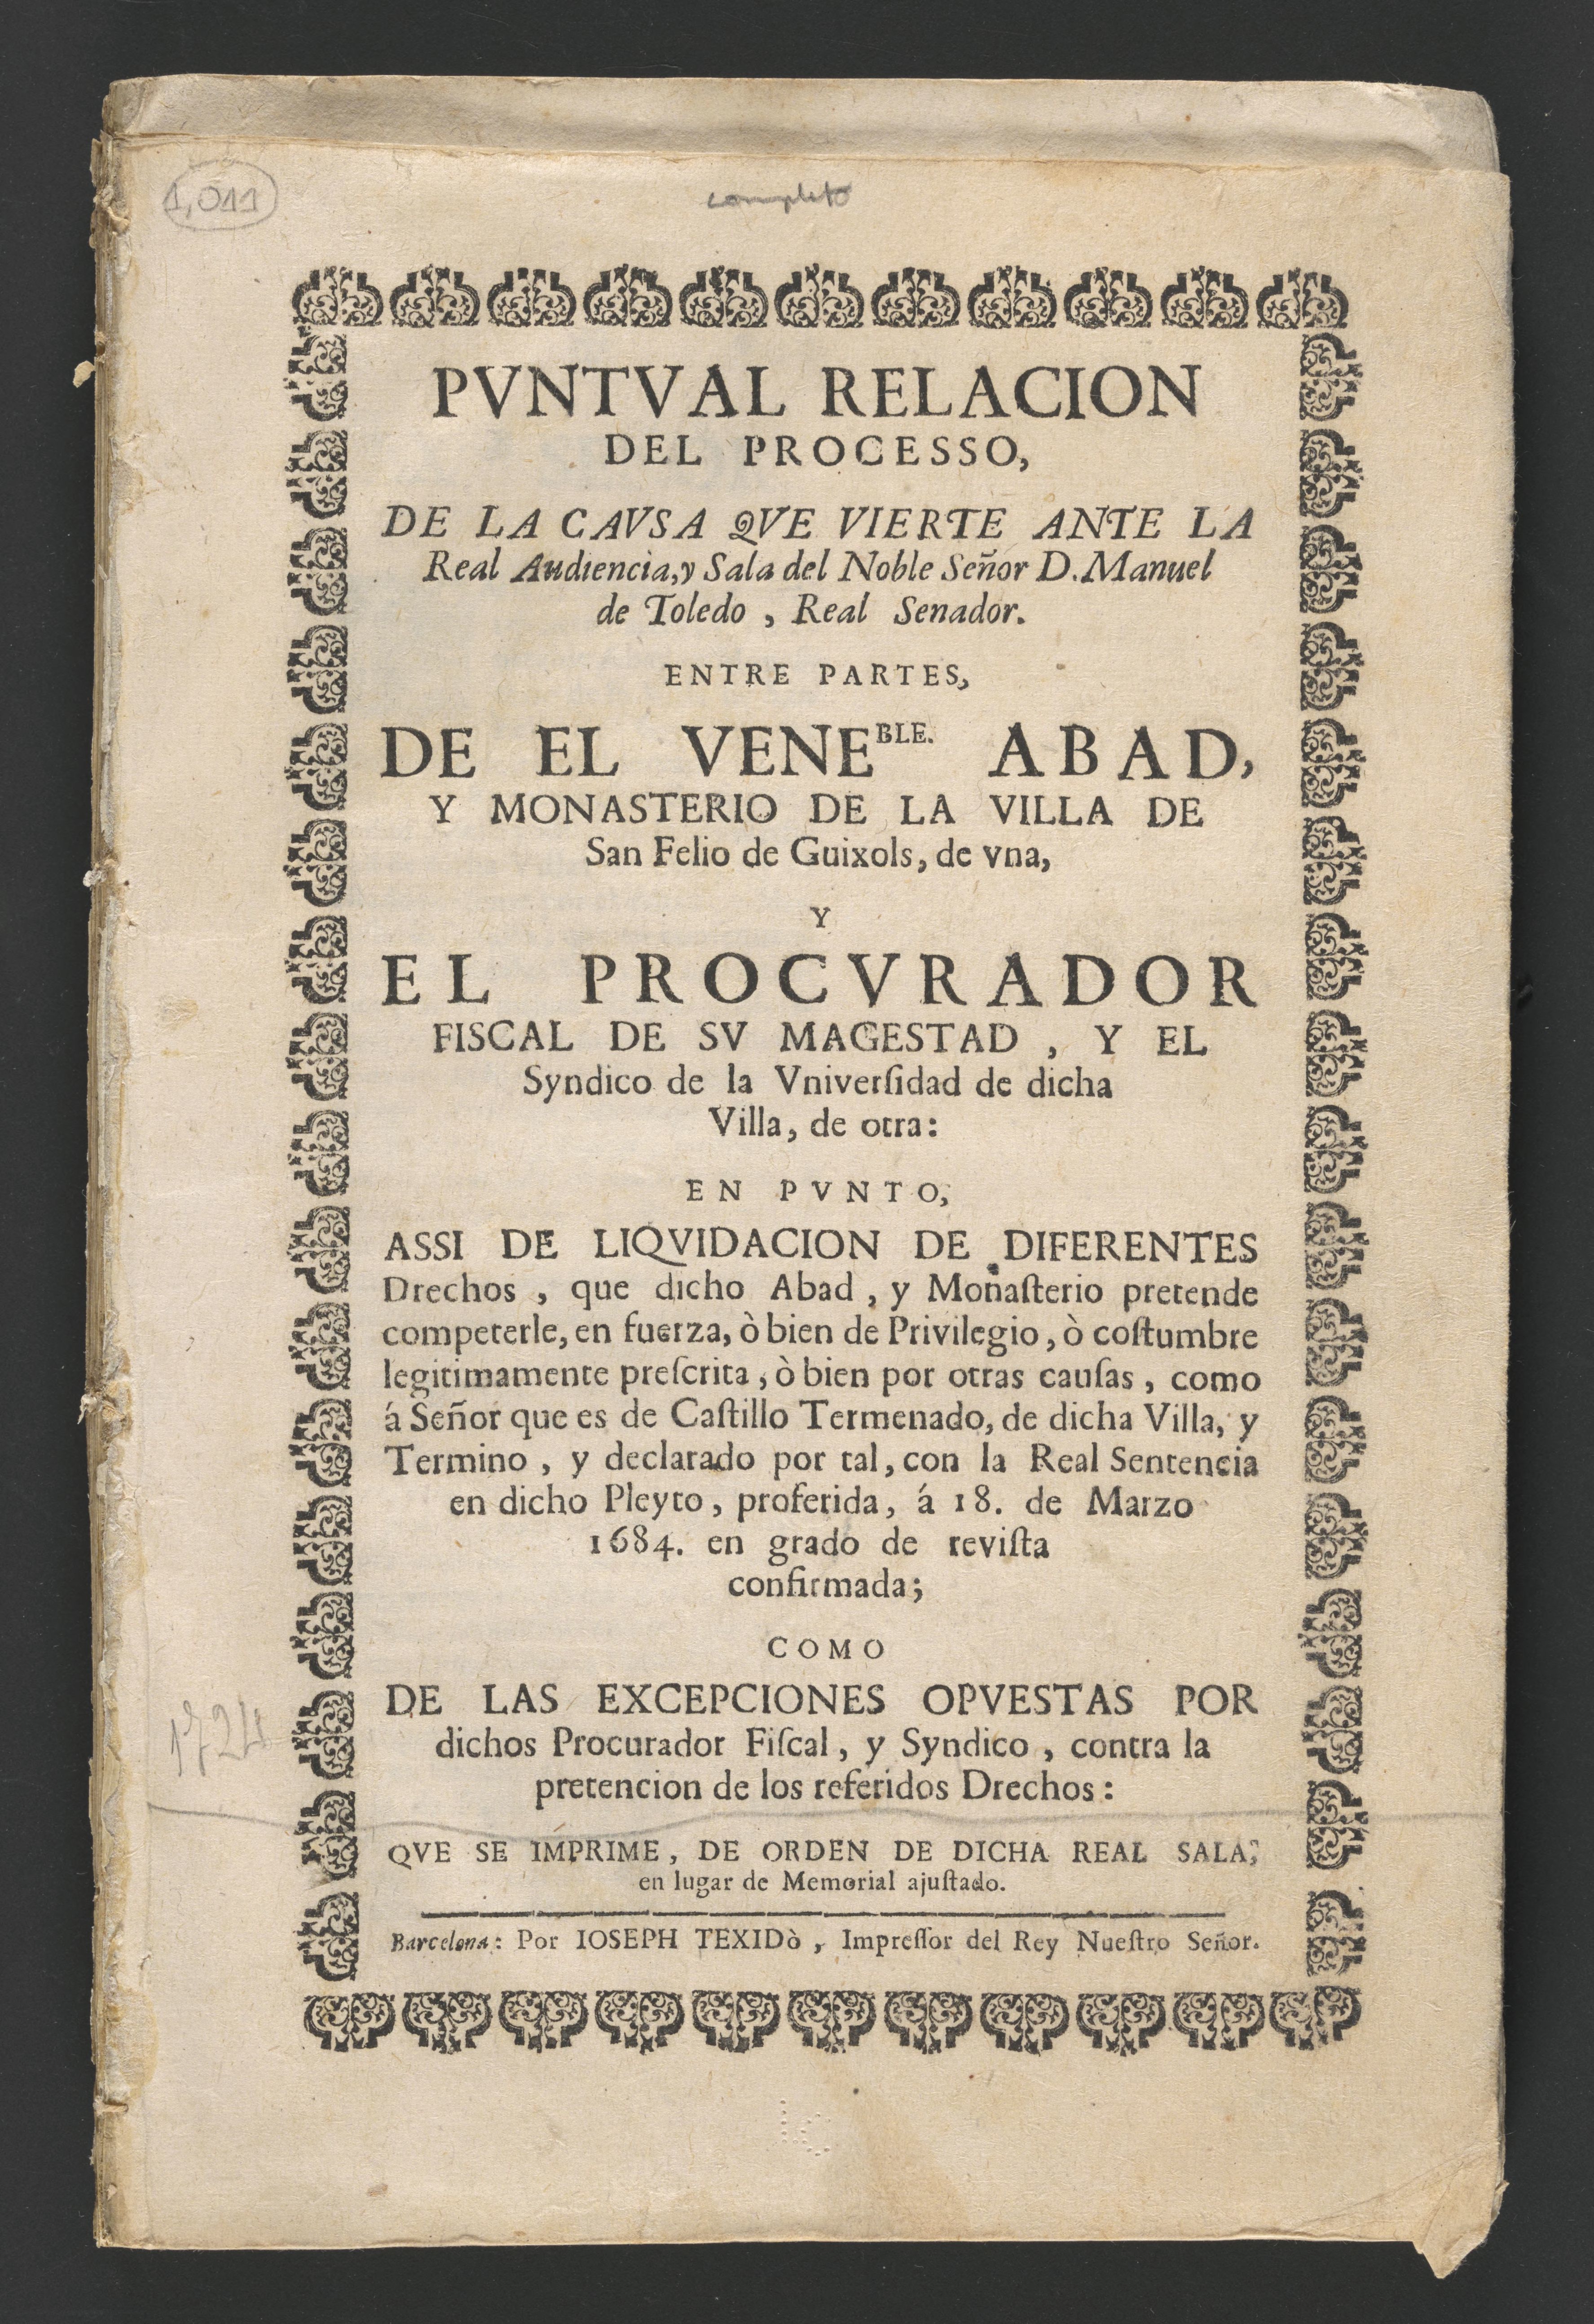 1,011
completo
PVNTVAL RELACION
DEL PROCESSO,
DE LA CAVSA QVE VIERTE ANTE LA
Real Audiencia, y Sala del Noble Señor D. Manuel
de Toledo , Real Senador.
ENTRE PARTES,
DE EL VENEBLE. ABAD,
Y MONASTERIO DE LA VILLA DE
San Felio de Guixols, de vna,
Y
EL PROCVRADOR
FISCAL DE SV MAGESTAD , Y EL
Syndico de la Vniverſidad de dicha
Villa, de otra:
EN PVNTO,
ASSI DE LIQVIDACION DE DIFERENTES
Drechos , que dicho Abad , y Monaſterio pretende
competerle, en fuerza, ò bien de Privilegio, ò coſtumbre
legitimamente preſcrita, ò bien por otras cauſas, como
á Señor que es de Caſtillo Termenado, de dicha Villa, y
Termino , y declarado por tal, con la Real Sentencia
en dicho Pleyto, proferida, á 18. de Marzo
1684. en grado de reviſta
confirmada;
COMO
DE LAS EXCEPCIONES OPVESTAS POR
dichos Procurador Fiſcal, y Syndico , contra la
pretencion de los referidos Drechos:
1724
QVE SE IMPRIME, DE ORDEN DE DICHA REAL SALA,
en lugar de Memorial ajuſtado.
Barcelona: Por IOSEPH TEXIDò , Impreſſor del Rey Nueſtro Señor.